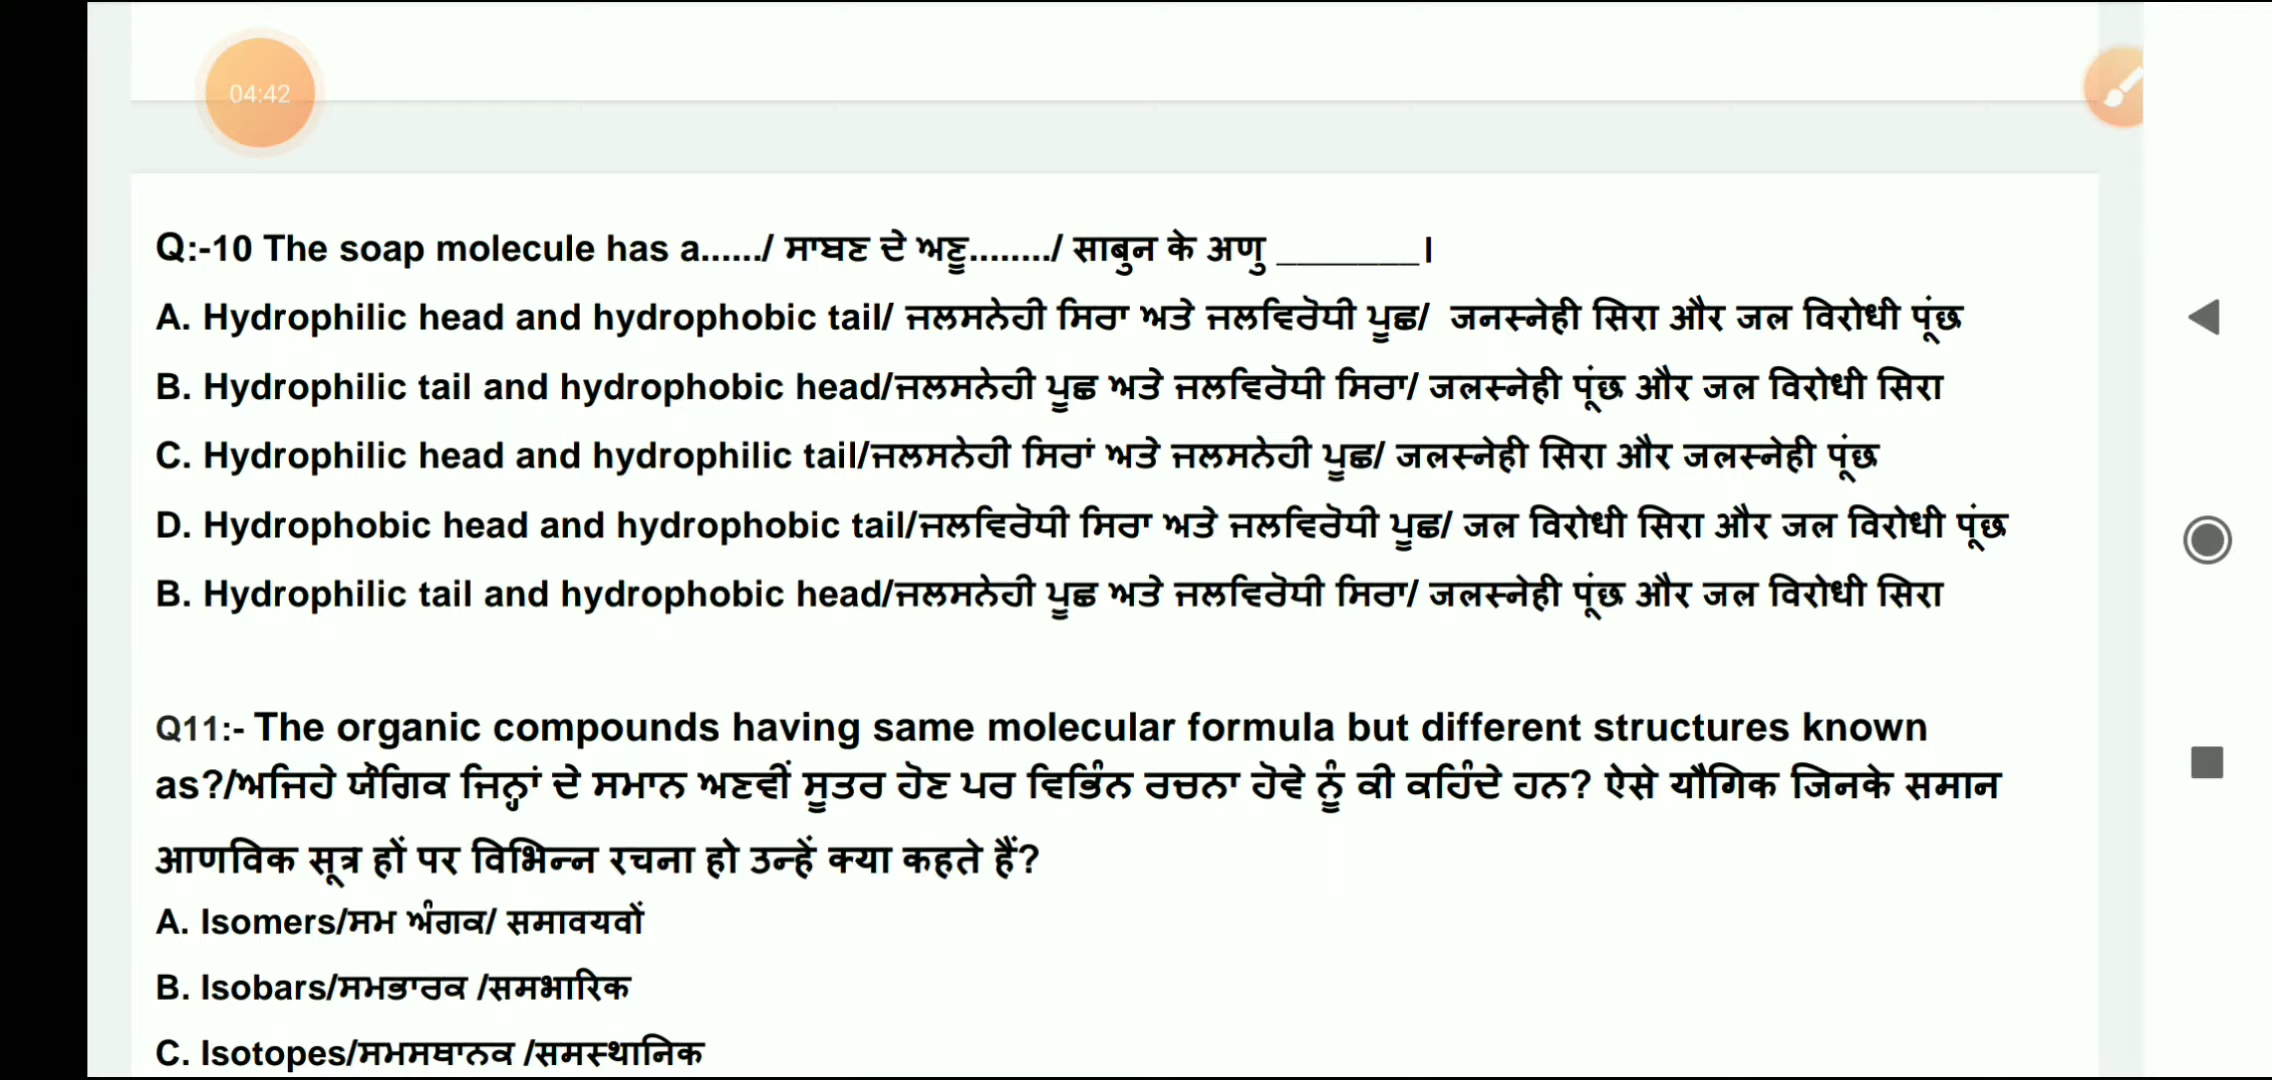 04:42
Q:-10 The soap molecule has a....../ ਸਾਬਣ ਦੇ ਅਣੂ......../ साबुन के अणु _______।
A. Hydrophilic head and hydrophobic tail/ ਜਲਸਨੇਹੀ ਸਿਰਾ ਅਤੇ ਜਲਵਿਰੋਧੀ ਪੂਛ/ जनस्नेही सिरा और जल विरोधी पूंछ
B. Hydrophilic tail and hydrophobic head/ਜਲਸਨੇਹੀ ਪੂਛ ਅਤੇ ਜਲਵਿਰੋਧੀ ਸਿਰਾ/ जलस्नेही पूंछ और जल विरोधी सिरा
C. Hydrophilic head and hydrophilic tail/ਜਲਸਨੇਹੀ ਸਿਰਾਂ ਅਤੇ ਜਲਸਨੇਹੀ ਪੂਛ/ जलस्नेही सिरा और जलस्नेही पूंछ
D. Hydrophobic head and hydrophobic tail/ਜਲਵਿਰੋਧੀ ਸਿਰਾ ਅਤੇ ਜਲਵਿਰੋਧੀ ਪੂਛ/ जल विरोधी सिरा और जल विरोधी पूंछ
B. Hydrophilic tail and hydrophobic head/ਜਲਸਨੇਹੀ ਪੂਛ ਅਤੇ ਜਲਵਿਰੋਧੀ ਸਿਰਾ/ जलस्नेही पूंछ और जल विरोधी सिरा
Q11:- The organic compounds having same molecular formula but different structures known
as?/ਅਜਿਹੇ ਯੋਗਿਕ ਜਿਨ੍ਹਾਂ ਦੇ ਸਮਾਨ ਅਣਵੀਂ ਸੂਤਰ ਹੋਣ ਪਰ ਵਿਭਿੰਨ ਰਚਨਾ ਹੋਵੇ ਨੂੰ ਕੀ ਕਹਿੰਦੇ ਹਨ? ऐसे यौगिक जिनके समान
आणविक सूत्र हों पर विभिन्न रचना हो उन्हें क्या कहते हैं?
A. Isomers/ਸਮ ਅੰਗਕ/ समावयवों
B. Isobars/ਸਮਭਾਰਕ /समभारिक
C. Isotopes/ਸਮਸਥਾਨਕ /समस्थानिक